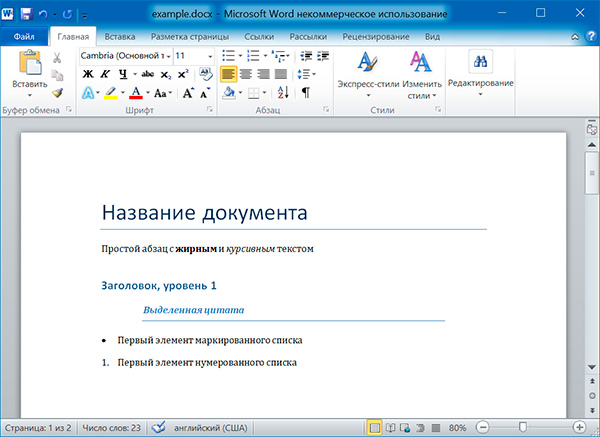 example.docx - Microsoft Word некоммерческое использование
Файл Главная Вставка Разметка страницы Ссылки Рассылки Рецензирование Вид
Cambria (Основной т 11
Вставить Ж К Ч abc x₂ x² Экспресс-стили Изменить стили Редактирование
A A Aa A A
Буфер обмена Шрифт Абзац Стили
Название документа
Простой абзац с жирным и курсивным текстом
Заголовок, уровень 1
Выделенная цитата
• Первый элемент маркированного списка
1. Первый элемент нумерованного списка
Страница: 1 из 2 Число слов: 23 английский (США) 80%